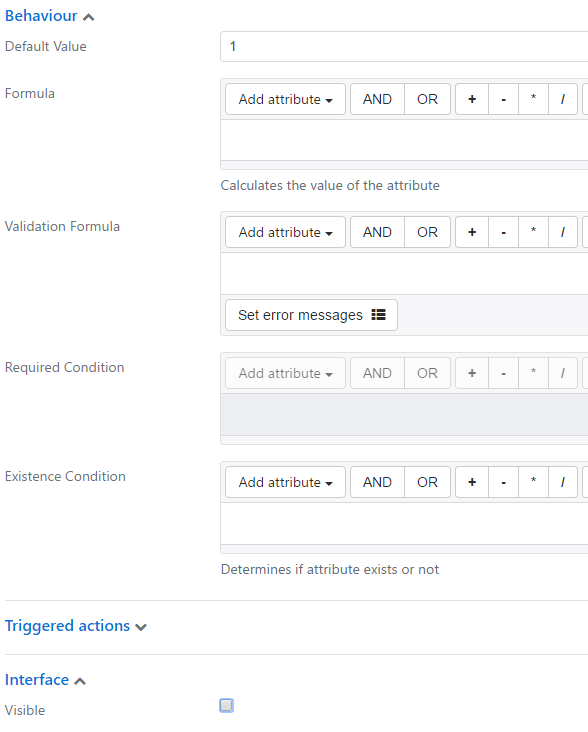 Behaviour
Default Value 1
Formula Add attribute AND OR + - * /
Calculates the value of the attribute
Validation Formula Add attribute AND OR + - * /
Set error messages
Required Condition Add attribute AND OR + - * /
Existence Condition Add attribute AND OR + - * /
Determines if attribute exists or not
Triggered actions
Interface
Visible